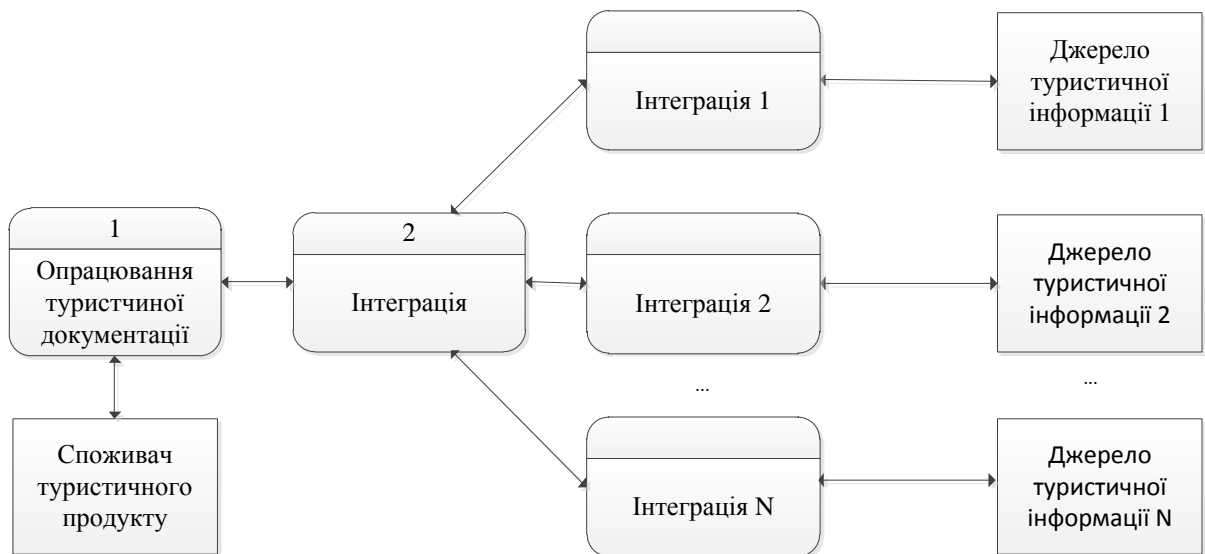 Інтеграція 1
Джерело
туристичної
інформації 1
1
Опрацювання
туристчиної
документації
2
Інтеграція
Інтеграція 2
Джерело
туристичної
інформації 2
...
...
Споживач
туристичного
продукту
Інтеграція N
Джерело
туристичної
інформації N